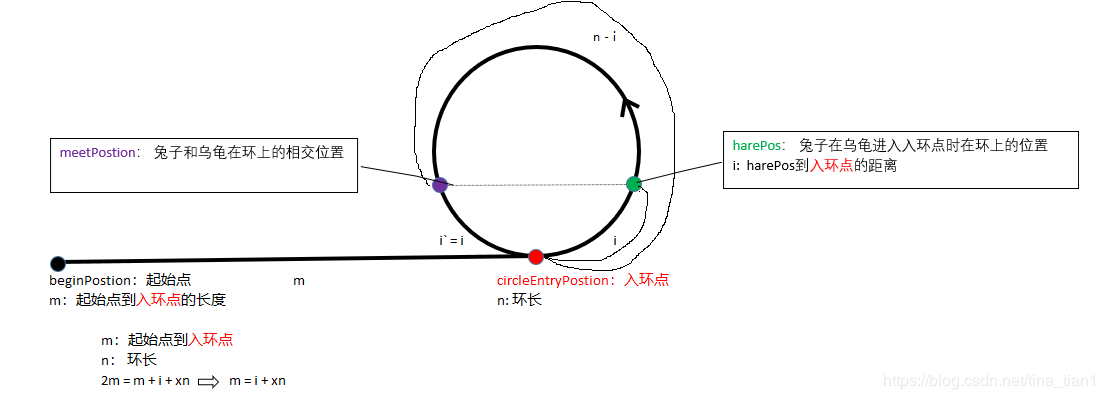 n - i
meetPostion： 兔子和乌龟在环上的相交位置
harePos： 兔子在乌龟进入入环点时在环上的位置
i: harePos到入环点的距离
i`= i
i
beginPostion：起始点
m
circleEntryPostion：入环点
m：起始点到入环点的长度
n: 环长
m：起始点到入环点
n： 环长
2m = m + i + xn ⇨ m = i + xn
https://blog.csdn.net/tina_tian1